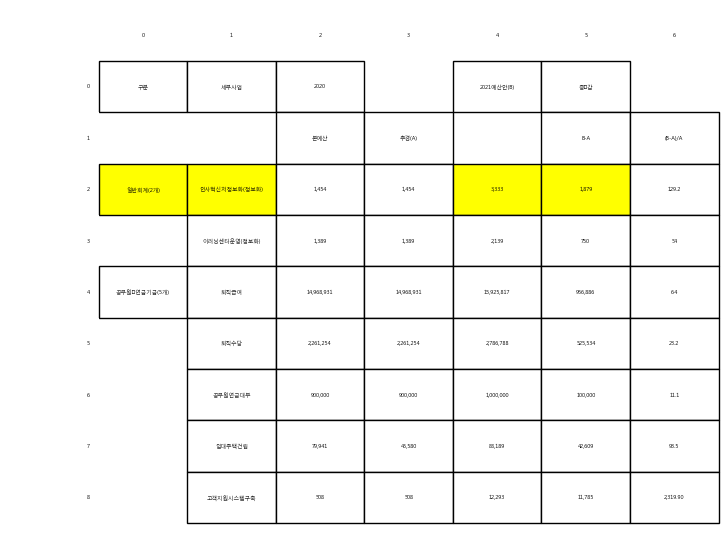 0 1 2 3 4 5 6
0 구분 세부사업 2020 2021예산안(B) 증□감
1 본예산 추경(A) B-A (B-A)/A
2 일반회계(2개) 인사혁신처정보화(정보화) 1,454 1,454 3,333 1,879 129.2
3 이러닝센터운영(정보화) 1,389 1,389 2,139 750 54
4 공무원□연금기금(5개) 퇴직급여 14,968,931 14,968,931 15,925,817 956,886 6.4
5 퇴직수당 2,261,254 2,261,254 2,786,788 525,534 23.2
6 공무원연금대부 900,000 900,000 1,000,000 100,000 11.1
7 임대주택건립 79,941 45,580 88,189 42,609 93.5
8 고객지원시스템구축 508 508 12,293 11,785 2,319.90